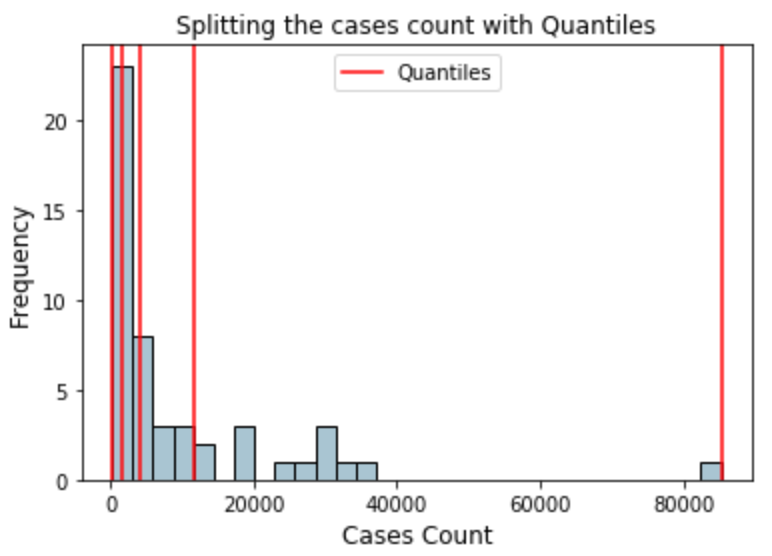 Splitting the cases count with Quantiles
Quantiles
Frequency
20
15
10
5
0
0 20000 40000 60000 80000
Cases Count